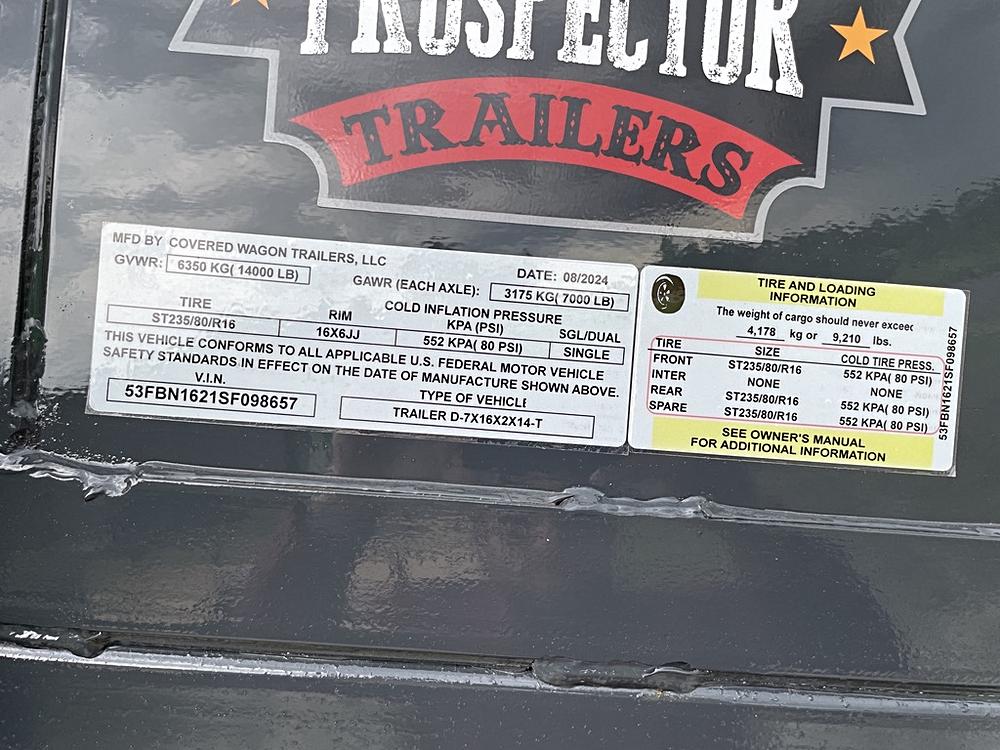 PROSPECTOR
TRAILERS
MFD BY COVERED WAGON TRAILERS, LLC
GVWR: 6350 KG( 14000 LB) DATE: 08/2024
GAWR (EACH AXLE): 3175 KG( 7000 LB)
COLD INFLATION PRESSURE
TIRE RIM KPA (PSI) SGL/DUAL
ST235/80/R16 16X6JJ 552 KPA( 80 PSI) SINGLE
THIS VEHICLE CONFORMS TO ALL APPLICABLE U.S. FEDERAL MOTOR VEHICLE
SAFETY STANDARDS IN EFFECT ON THE DATE OF MANUFACTURE SHOWN ABOVE.
V.I.N. TYPE OF VEHICLE
53FBN1621SF098657 TRAILER D-7X16X2X14-T
TIRE AND LOADING
INFORMATION
The weight of cargo should never exceed
4,178 kg or 9,210 lbs.
TIRE SIZE COLD TIRE PRESS.
FRONT ST235/80/R16 552 KPA( 80 PSI)
INTER NONE NONE
REAR ST235/80/R16 552 KPA( 80 PSI)
SPARE ST235/80/R16 552 KPA( 80 PSI)
SEE OWNER'S MANUAL
FOR ADDITIONAL INFORMATION
53FBN1621SF098657